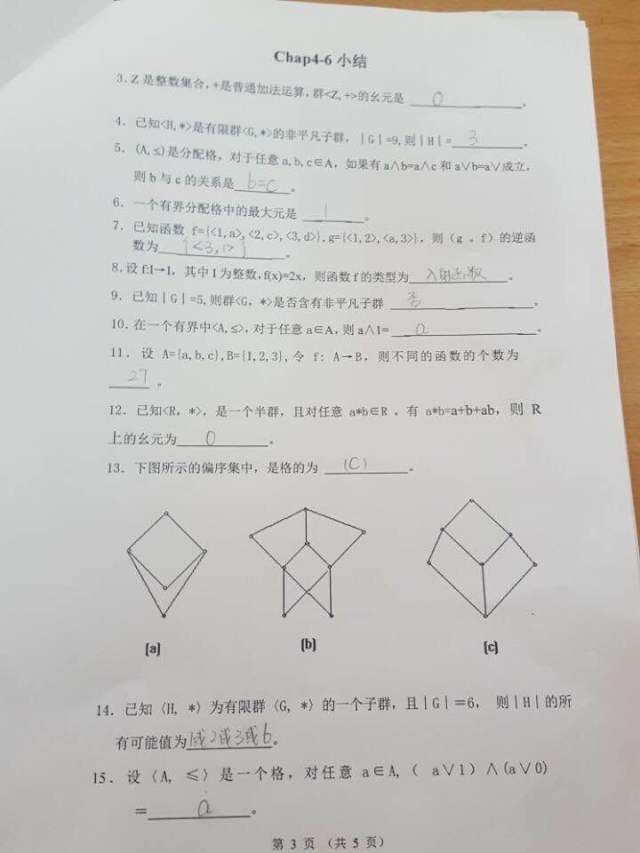 Chap4-6 小结
3. Z 是整数集合, +是普通加法运算, 群<Z, +>的幺元是 0 .
4. 已知<H, *>是有限群<G, *>的非平凡子群, |G|=9, 则|H|= 3 .
5. (A, ≤)是分配格, 对于任意 a, b, c∈A, 如果有 a∧b=a∧c 和 a∨b=a∨成立,
则 b 与 c 的关系是 b=c 。
6. 一个有界分配格中的最大元是 1 .
7. 已知函数 f={<1, a>, <2, c>, <3, d>}, g={<1, 2>, <a, 3>}, 则 (g 。f) 的逆函
数为 {<3, 1>} 。
8. 设 f:I→I, 其中 I 为整数, f(x)=2x, 则函数 f 的类型为 入射函数 .
9. 已知|G|=5, 则群<G, *>是否含有非平凡子群 否 .
10. 在一个有界中<A, ≤>, 对于任意 a∈A, 则 a∧1= a .
11. 设 A={a, b, c}, B={1, 2, 3}, 令 f: A→B, 则不同的函数的个数为
27 。
12. 已知<R, *>, 是一个半群, 且对任意 a*b∈R , 有 a*b=a+b+ab, 则 R
上的幺元为 0 。
13. 下图所示的偏序集中, 是格的为 (C) 。
(a) (b) (c)
14. 已知〈H, *〉为有限群〈G, *〉的一个子群, 且|G|=6, 则|H|的所
有可能值为 1或2或3或6 。
15. 设〈A, ≤〉是一个格, 对任意 a∈A, ( a∨1) ∧(a∨0)
= a 。
第 3 页 (共 5 页)